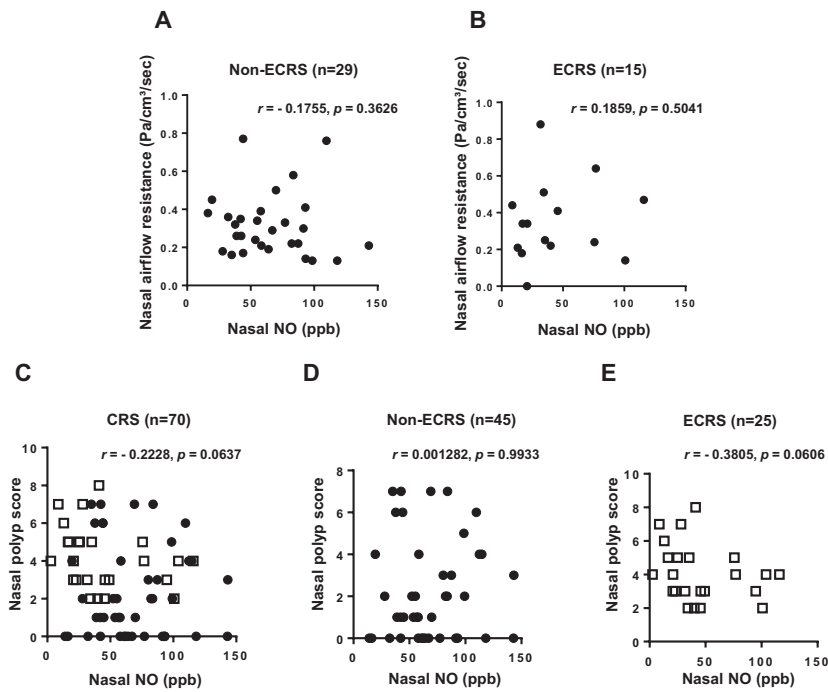 A
Non-ECRS (n=29)
r = - 0.1755, p = 0.3626
Nasal airflow resistance (Pa/cm³/sec)
1.0
0.8
0.6
0.4
0.2
0.0
0 50 100 150
Nasal NO (ppb)
B
ECRS (n=15)
r = 0.1859, p = 0.5041
Nasal airflow resistance (Pa/cm³/sec)
1.0
0.8
0.6
0.4
0.2
0.0
0 50 100 150
Nasal NO (ppb)
C
CRS (n=70)
r = - 0.2228, p = 0.0637
Nasal polyp score
10
8
6
4
2
0
0 50 100 150
Nasal NO (ppb)
D
Non-ECRS (n=45)
r = 0.001282, p = 0.9933
Nasal polyp score
8
6
4
2
0
0 50 100 150
Nasal NO (ppb)
E
ECRS (n=25)
r = - 0.3805, p = 0.0606
Nasal polyp score
10
8
6
4
2
0
0 50 100 150
Nasal NO (ppb)